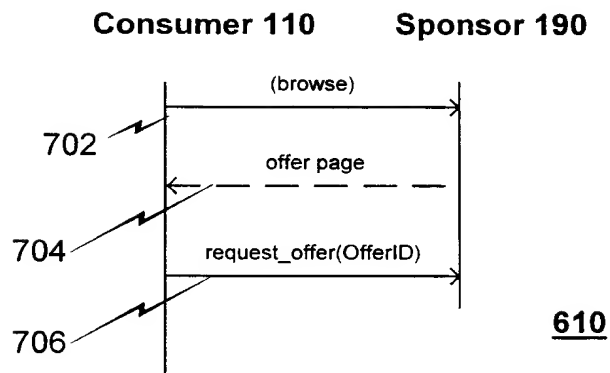 Consumer 110 Sponsor 190
(browse)
702
offer page
704
request_offer(OfferID)
706
610